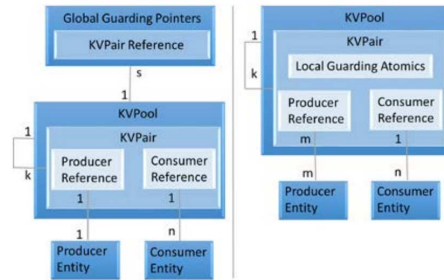 Global Guarding Pointers
KVPair Reference
s
1
KVPool
KVPair
1
k
Producer
Reference
Consumer
Reference
1
1
1
n
Producer
Entity
Consumer
Entity
KVPool
KVPair
1
k
Local Guarding Atomics
Producer
Reference
Consumer
Reference
m
1
m
n
Producer
Entity
Consumer
Entity